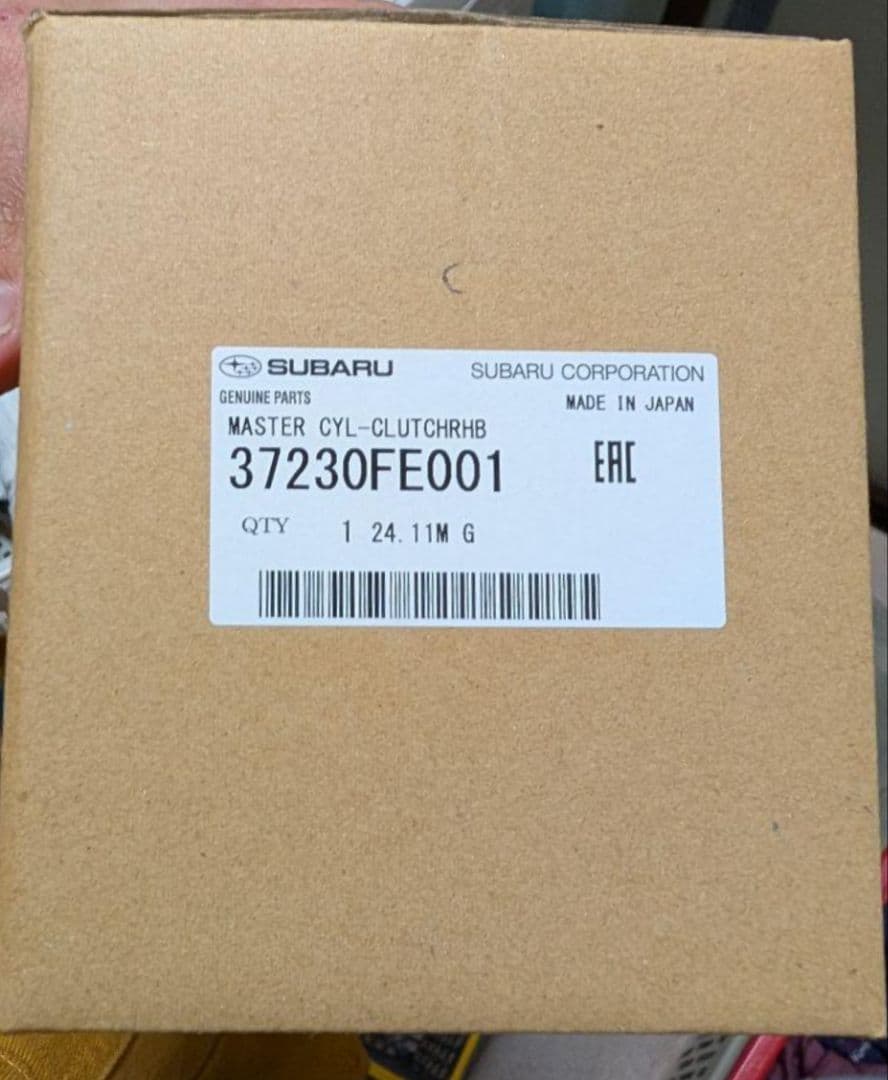 SUBARU SUBARU CORPORATION
GENUINE PARTS MADE IN JAPAN
MASTER CYL-CLUTCHRHB
37230FE001 EAC
QTY 1 24.11M G